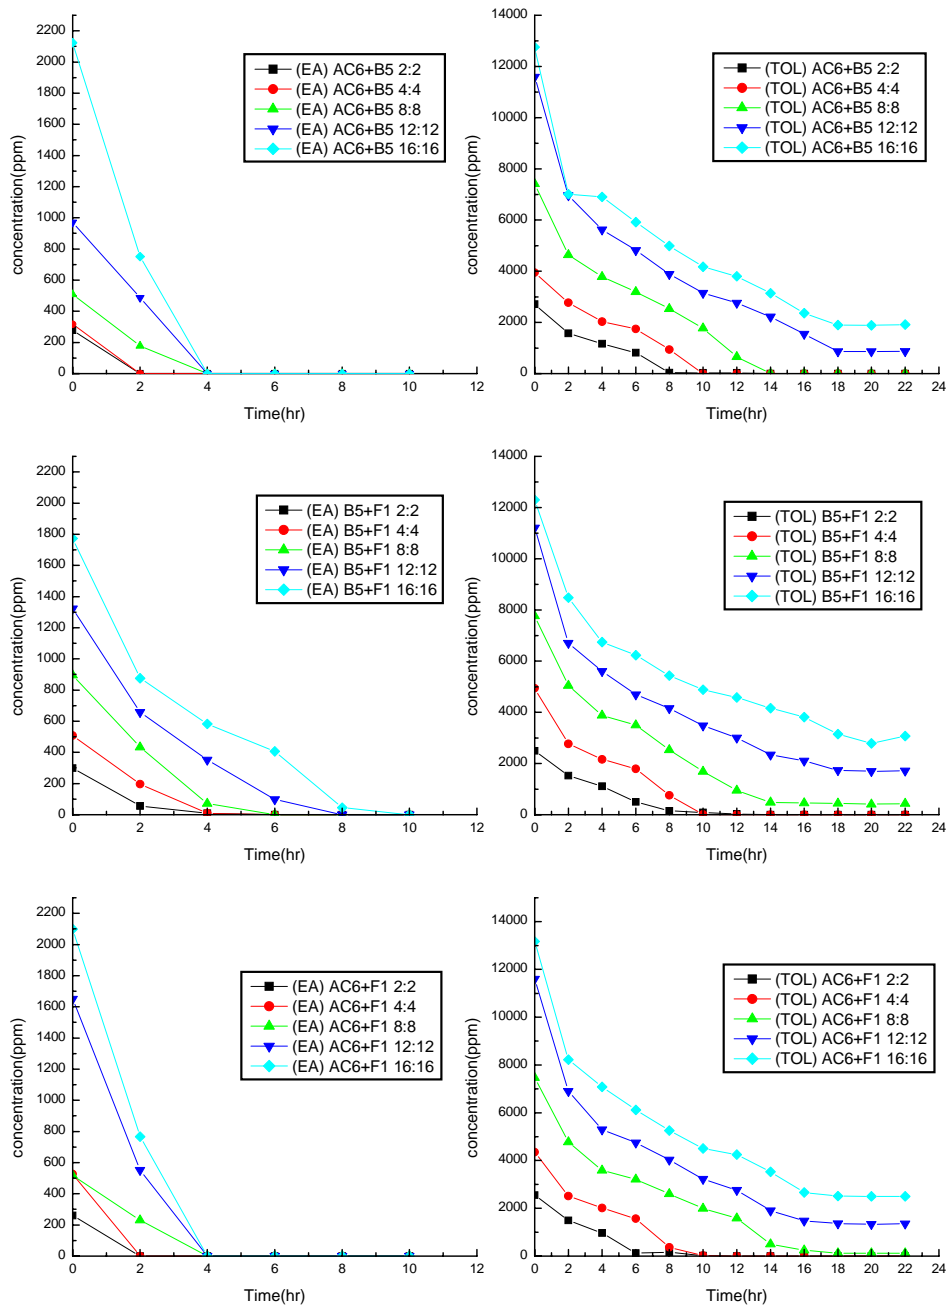 2200
2000
1800
1600
1400
1200
1000
800
600
400
200
0
concentration(ppm)
(EA) AC6+B5 2:2
(EA) AC6+B5 4:4
(EA) AC6+B5 8:8
(EA) AC6+B5 12:12
(EA) AC6+B5 16:16
0 2 4 6 8 10 12
Time(hr)
14000
12000
10000
8000
6000
4000
2000
0
concentration(ppm)
(TOL) AC6+B5 2:2
(TOL) AC6+B5 4:4
(TOL) AC6+B5 8:8
(TOL) AC6+B5 12:12
(TOL) AC6+B5 16:16
0 2 4 6 8 10 12 14 16 18 20 22 24
Time(hr)
2200
2000
1800
1600
1400
1200
1000
800
600
400
200
0
concentration(ppm)
(EA) B5+F1 2:2
(EA) B5+F1 4:4
(EA) B5+F1 8:8
(EA) B5+F1 12:12
(EA) B5+F1 16:16
0 2 4 6 8 10 12
Time(hr)
14000
12000
10000
8000
6000
4000
2000
0
concentration(ppm)
(TOL) B5+F1 2:2
(TOL) B5+F1 4:4
(TOL) B5+F1 8:8
(TOL) B5+F1 12:12
(TOL) B5+F1 16:16
0 2 4 6 8 10 12 14 16 18 20 22 24
Time(hr)
2200
2000
1800
1600
1400
1200
1000
800
600
400
200
0
concentration(ppm)
(EA) AC6+F1 2:2
(EA) AC6+F1 4:4
(EA) AC6+F1 8:8
(EA) AC6+F1 12:12
(EA) AC6+F1 16:16
0 2 4 6 8 10 12
Time(hr)
14000
12000
10000
8000
6000
4000
2000
0
concentration(ppm)
(TOL) AC6+F1 2:2
(TOL) AC6+F1 4:4
(TOL) AC6+F1 8:8
(TOL) AC6+F1 12:12
(TOL) AC6+F1 16:16
0 2 4 6 8 10 12 14 16 18 20 22 24
Time(hr)